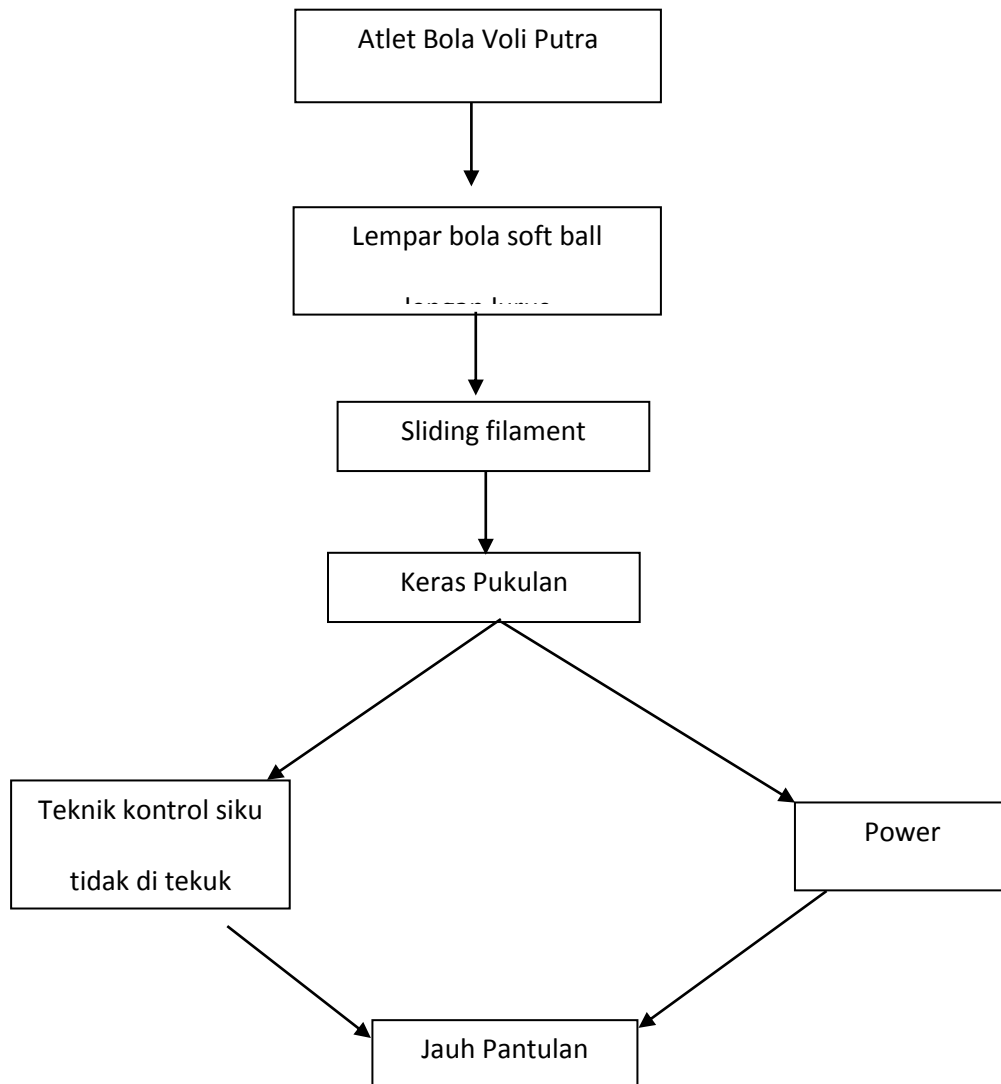 Atlet Bola Voli Putra
Lempar bola soft ball
Sliding filament
Keras Pukulan
Teknik kontrol siku
tidak di tekuk
Power
Jauh Pantulan